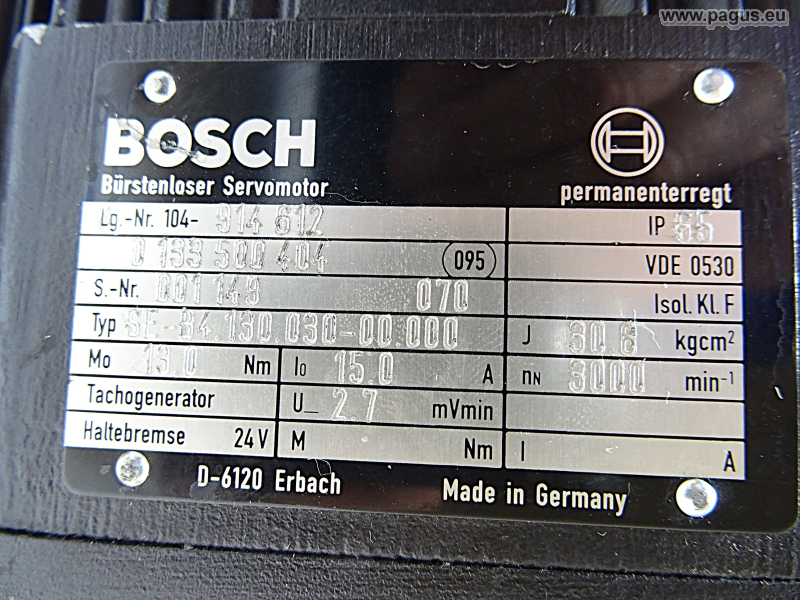 www.pagus.eu
BOSCH
Bürstenloser Servomotor
permanenterregt
Lg.-Nr. 104- 914 612
IP 65
0 133 500 404 095
VDE 0530
S.-Nr. 001 149 070
Isol. Kl. F
Typ SE-B4.130.030-00.000
J 30.6 kgcm²
Mo 13.0 Nm I₀ 15.0 A
nN 3000 min⁻¹
Tachogenerator U_ 2.7 mVmin
Haltebremse 24V M Nm I A
D-6120 Erbach
Made in Germany